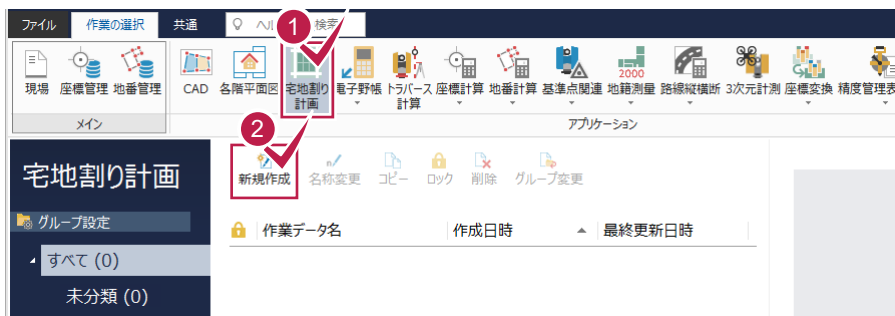 ファイル 作業の選択 共通 検索
1
現場 座標管理 地番管理 CAD 各階平面図 宅地割り 電子野帳 トラバース 座標計算 地番計算 基準点関連 地籍測量 路線縦横断 3次元計測 座標変換 精度管理表
計画 計算
2000
メイン アプリケーション
2
宅地割り計画
新規作成 名称変更 コピー ロック 削除 グループ変更
グループ設定
作業データ名 作成日時 最終更新日時
すべて (0)
未分類 (0)